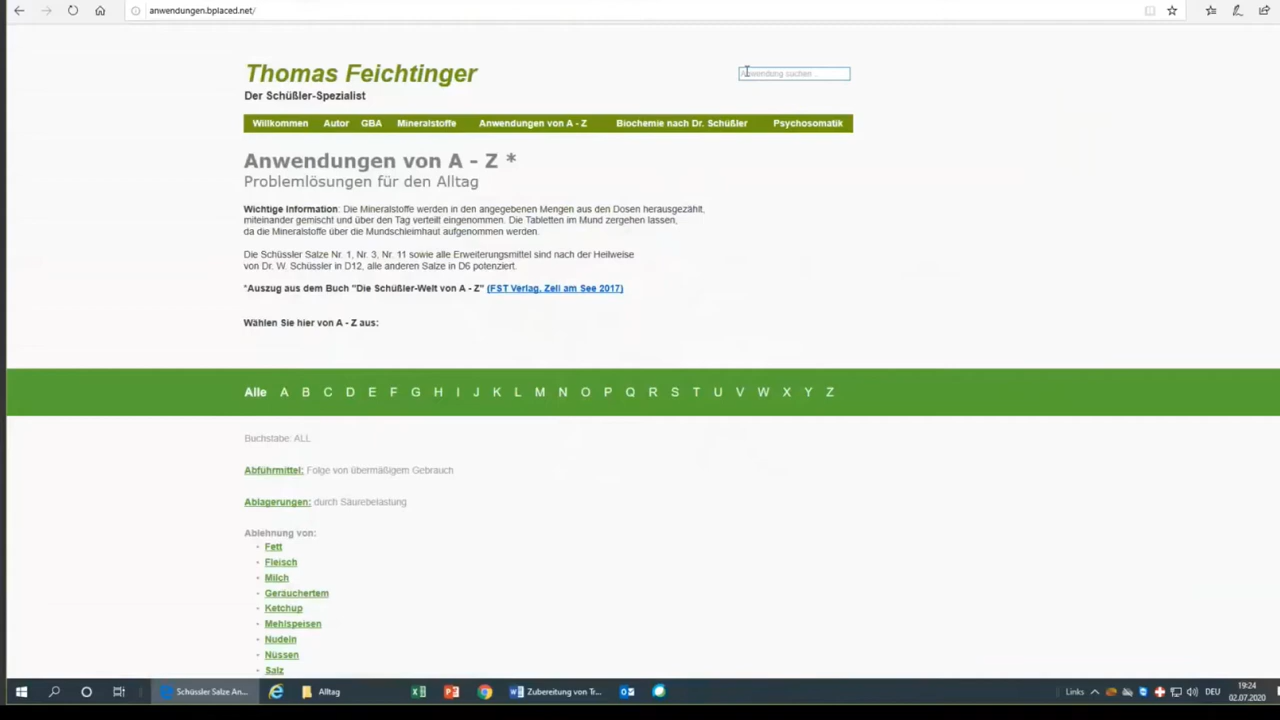 anwendungen.bplaced.net/
Thomas Feichtinger
Der Schüßler-Spezialist
Anwendung suchen ..
Willkommen Autor GBA Mineralstoffe Anwendungen von A - Z Biochemie nach Dr. Schüßler Psychosomatik
Anwendungen von A - Z *
Problemlösungen für den Alltag
Wichtige Information: Die Mineralstoffe werden in den angegebenen Mengen aus den Dosen herausgezählt,
miteinander gemischt und über den Tag verteilt eingenommen. Die Tabletten im Mund zergehen lassen,
da die Mineralstoffe über die Mundschleimhaut aufgenommen werden.
Die Schüssler Salze Nr. 1, Nr. 3, Nr. 11 sowie alle Erweiterungsmittel sind nach der Heilweise
von Dr. W. Schüssler in D12, alle anderen Salze in D6 potenziert.
*Auszug aus dem Buch "Die Schüßler-Welt von A - Z" (FST Verlag, Zell am See 2017)
Wählen Sie hier von A - Z aus:
Alle A B C D E F G H I J K L M N O P Q R S T U V W X Y Z
Buchstabe: ALL
Abführmittel: Folge von übermäßigem Gebrauch
Ablagerungen: durch Säurebelastung
Ablehnung von:
Fett
Fleisch
Milch
Geräuchertem
Ketchup
Mehlspeisen
Nudeln
Nüssen
Salz
Schüssler Salze An... Alltag Zubereitung von Tr... Links DEU 19:24
02.07.2020